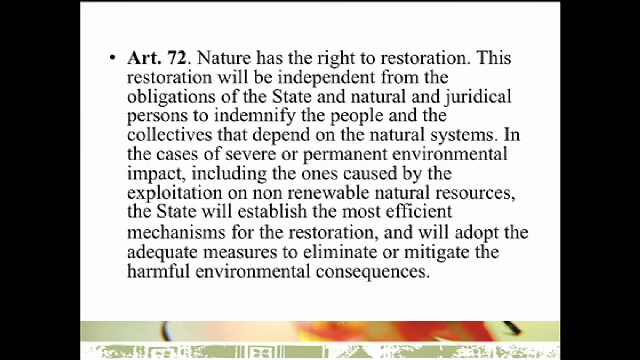 • Art. 72. Nature has the right to restoration. This
restoration will be independent from the
obligations of the State and natural and juridical
persons to indemnify the people and the
collectives that depend on the natural systems. In
the cases of severe or permanent environmental
impact, including the ones caused by the
exploitation on non renewable natural resources,
the State will establish the most efficient
mechanisms for the restoration, and will adopt the
adequate measures to eliminate or mitigate the
harmful environmental consequences.